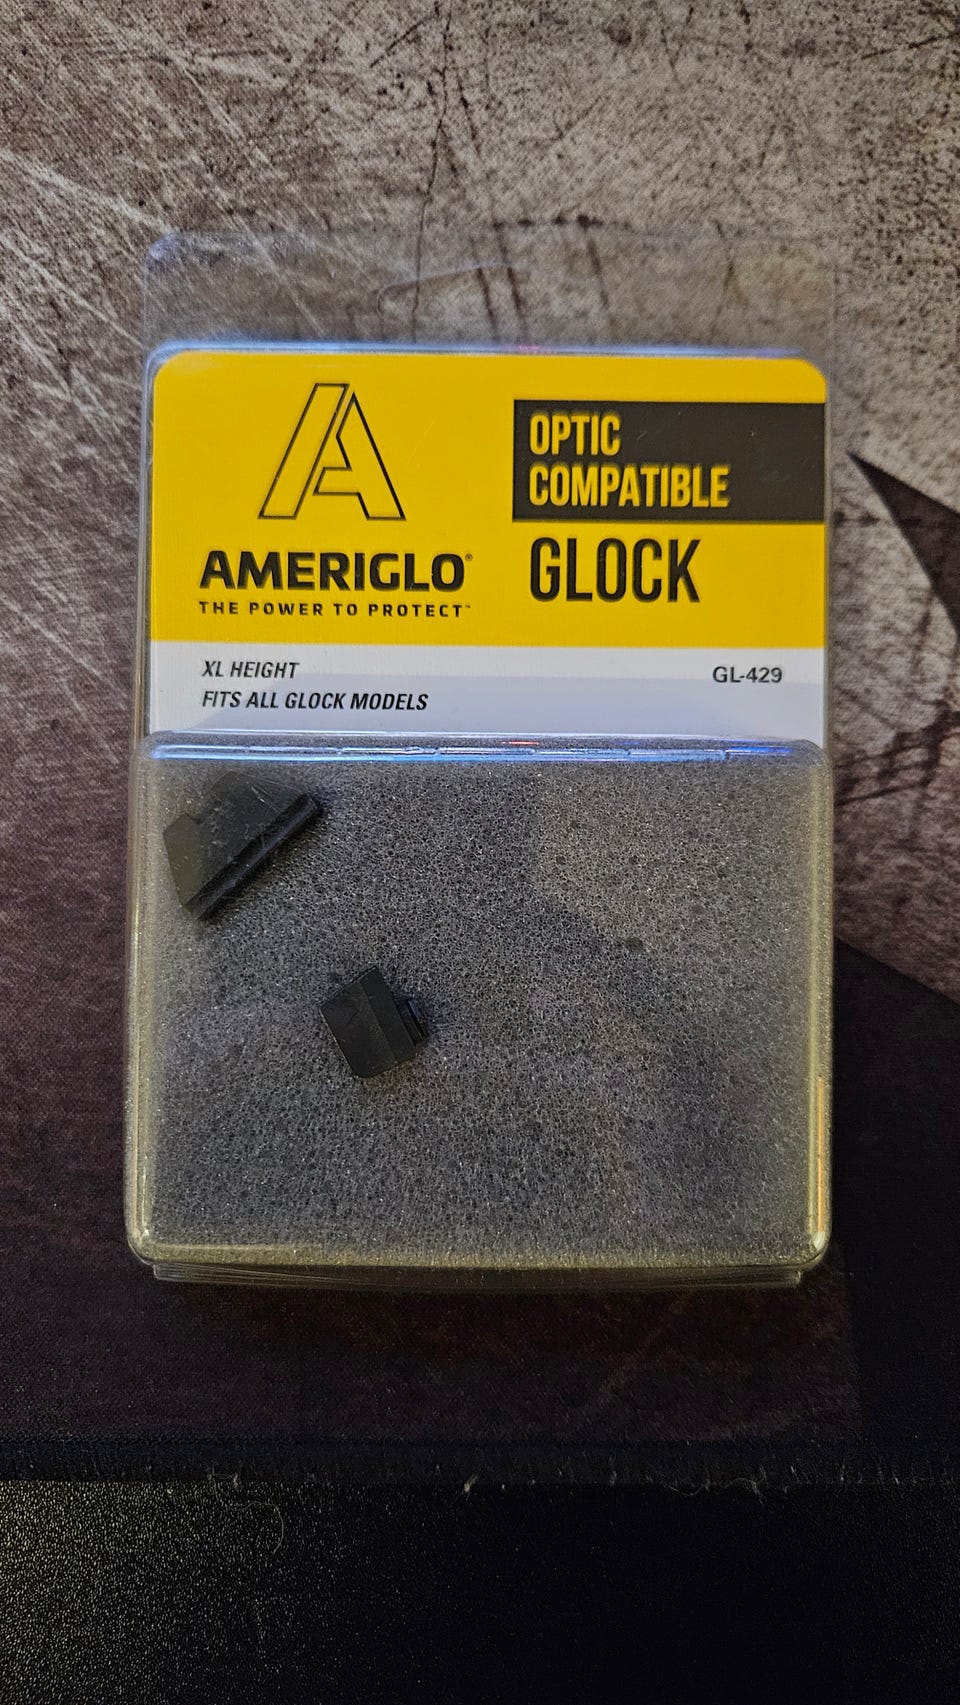 OPTIC
COMPATIBLE
AMERIGLO®
THE POWER TO PROTECT™
GLOCK
XL HEIGHT
GL-429
FITS ALL GLOCK MODELS